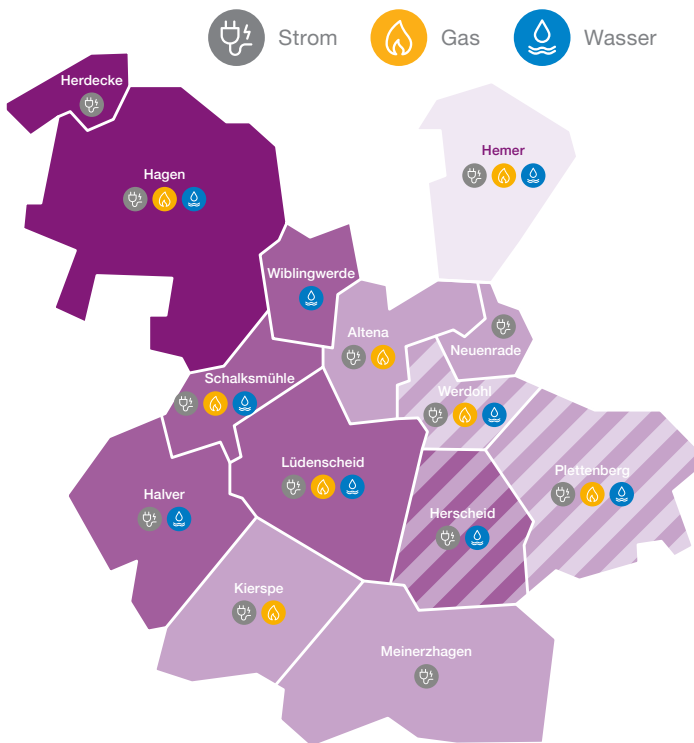 Strom Gas Wasser
Herdecke
Hemer
Hagen
Wiblingwerde
Altena
Neuenrade
Schalksmühle
Werdohl
Lüdenscheid
Plettenberg
Halver
Herscheid
Kierspe
Meinerzhagen